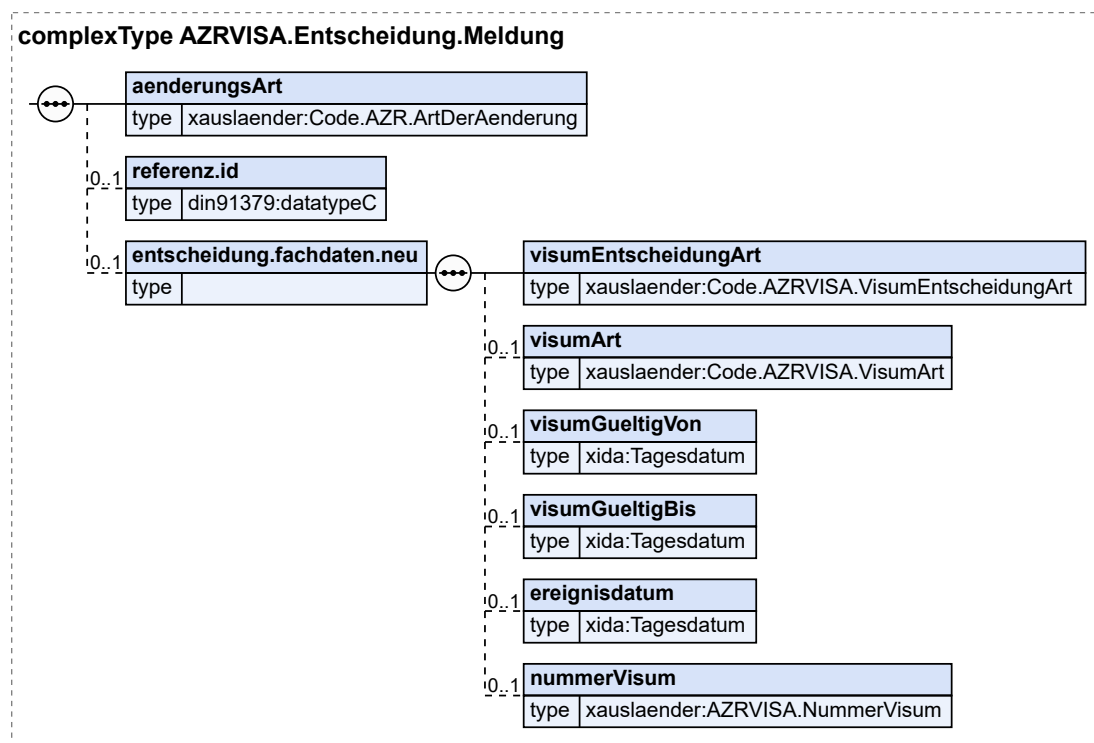 complexType AZRVISA.Entscheidung.Meldung
aenderungsArt
type xauslaender:Code.AZR.ArtDerAenderung
0..1 referenz.id
type din91379:datatypeC
0..1 entscheidung.fachdaten.neu
type
visumEntscheidungArt
type xauslaender:Code.AZRVISA.VisumEntscheidungArt
0..1 visumArt
type xauslaender:Code.AZRVISA.VisumArt
0..1 visumGueltigVon
type xida:Tagesdatum
0..1 visumGueltigBis
type xida:Tagesdatum
0..1 ereignisdatum
type xida:Tagesdatum
0..1 nummerVisum
type xauslaender:AZRVISA.NummerVisum